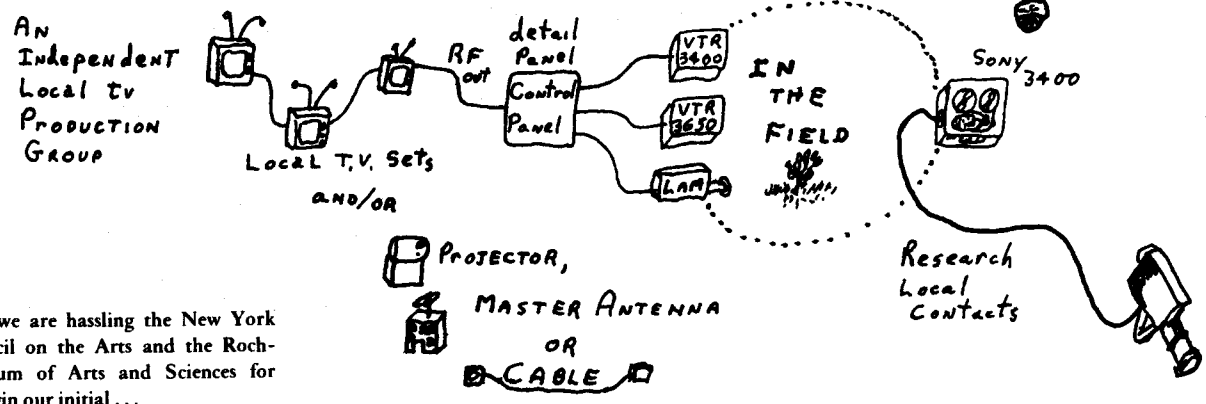 An
Independent
Local tv
Production
Group
Local T.V. Sets
and/or
RF
out
detail
Panel
Control
Panel
VTR
3400
VTR
3650
IN
THE
FIELD
Sony
3400
Research
Local
Contacts
Projector,
Master Antenna
OR
CABLE
we are hassling the New York
cil on the Arts and the Roch-
um of Arts and Sciences for
in our initial . . .